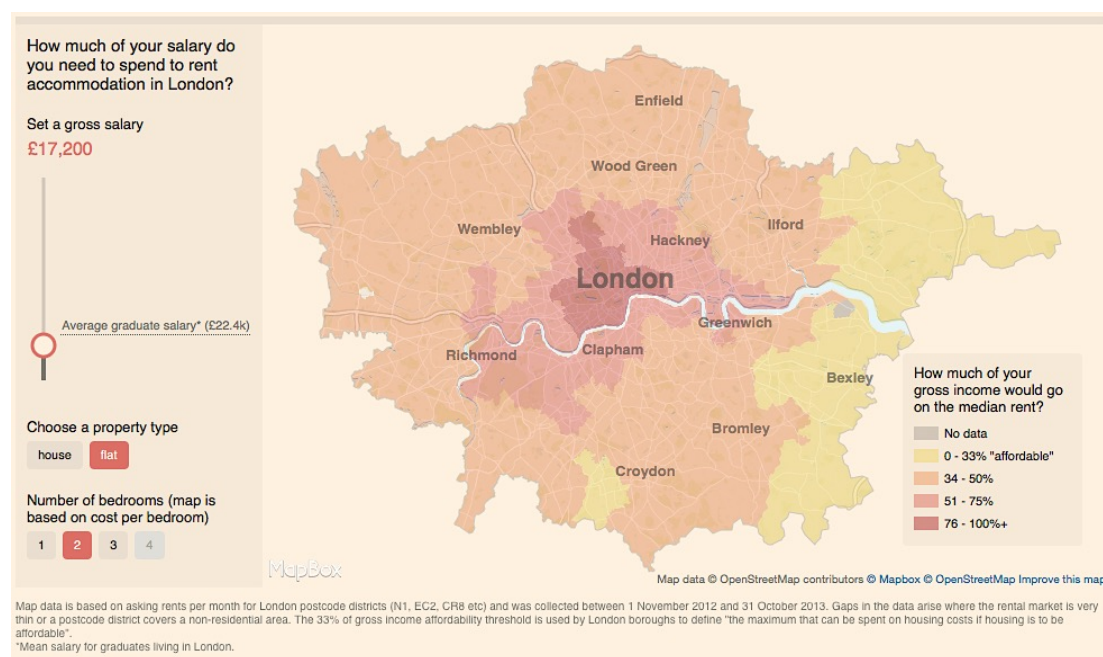 How much of your salary do
you need to spend to rent
accommodation in London?
Set a gross salary
£17,200
Average graduate salary* (£22.4k)
Choose a property type
house flat
Number of bedrooms (map is
based on cost per bedroom)
1 2 3 4
Enfield
Wood Green
Wembley
Hackney
Ilford
London
Greenwich
Richmond
Clapham
Bexley
Bromley
Croydon
How much of your
gross income would go
on the median rent?
No data
0 - 33% "affordable"
34 - 50%
51 - 75%
76 - 100%+
MapBox
Map data © OpenStreetMap contributors © Mapbox © OpenStreetMap Improve this map
Map data is based on asking rents per month for London postcode districts (N1, EC2, CR8 etc) and was collected between 1 November 2012 and 31 October 2013. Gaps in the data arise where the rental market is very
thin or a postcode district covers a non-residential area. The 33% of gross income affordability threshold is used by London boroughs to define "the maximum that can be spent on housing costs if housing is to be
affordable".
*Mean salary for graduates living in London.